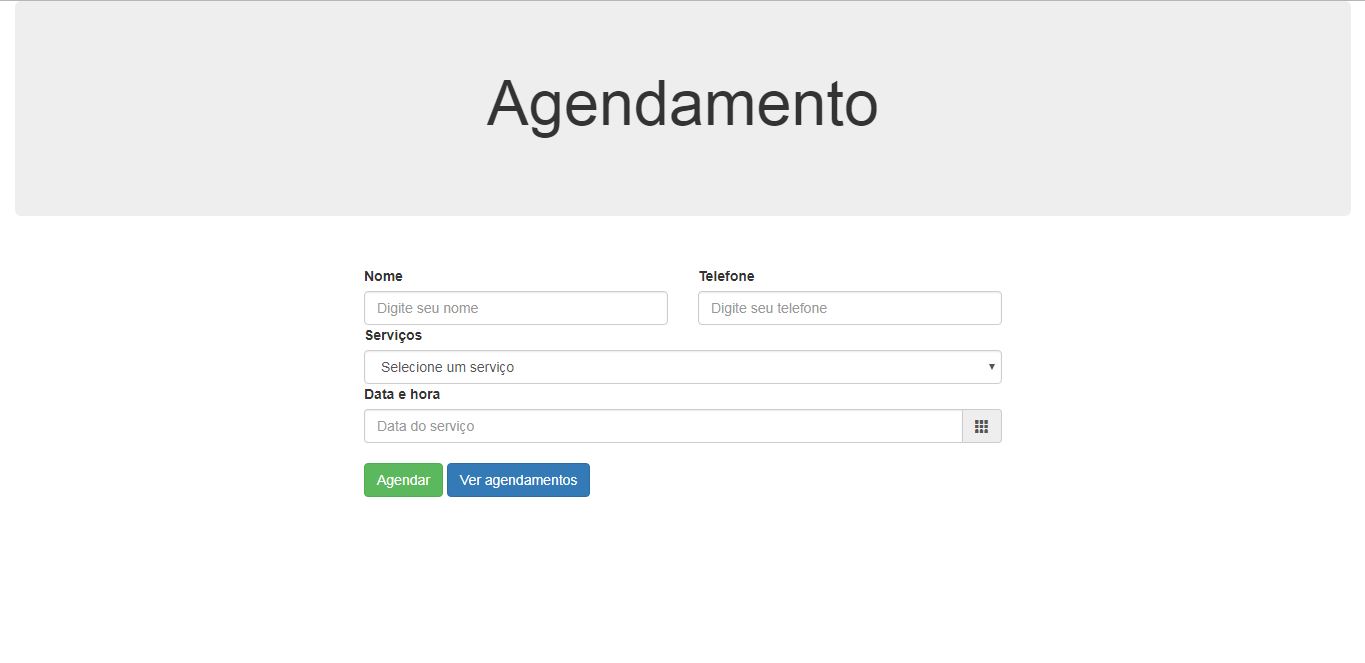 Agendamento
Nome
Telefone
Digite seu nome
Digite seu telefone
Serviços
Selecione um serviço
Data e hora
Data do serviço
Agendar
Ver agendamentos